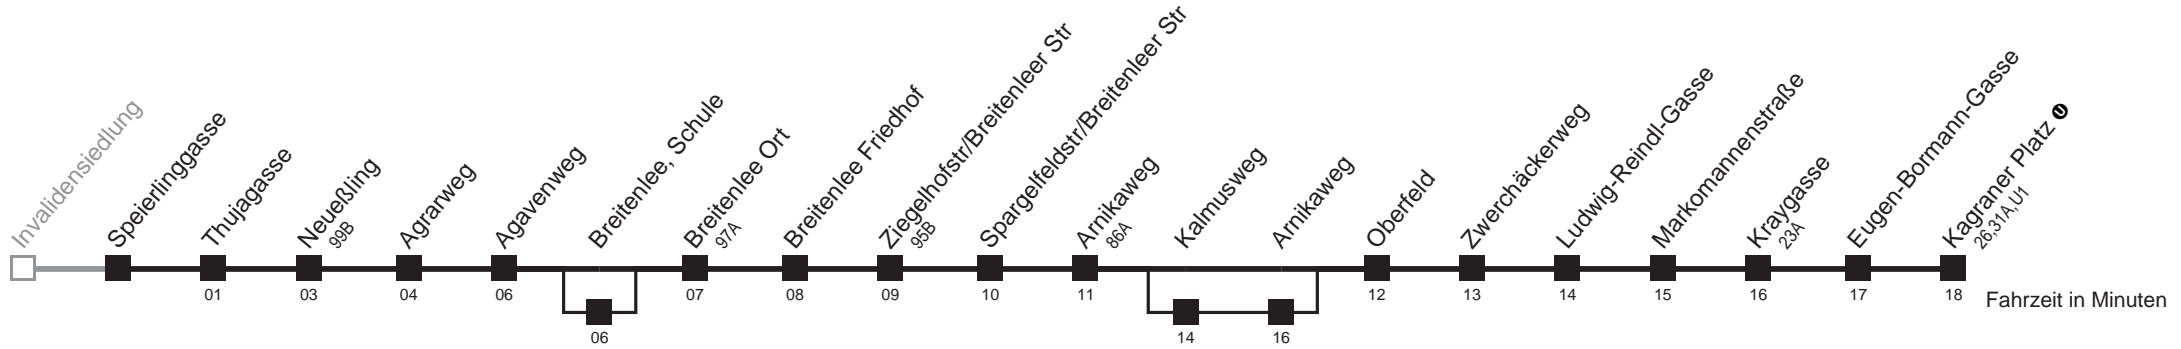 Invalidensiedlung
Speierlinggasse
Thujagasse
01
Neueßling
99B
03
Agrarweg
04
Agavenweg
06
Breitenlee, Schule
06
Breitenlee Ort
97A
07
Breitenlee Friedhof
08
Ziegelhofstr/Breitenleer Str
95B
09
Spargelfeldstr/Breitenleer Str
10
Arnikaweg
86A
11
Kalmusweg
14
Arnikaweg
16
Oberfeld
12
Zwerchäckerweg
13
Ludwig-Reindl-Gasse
14
Markomannenstraße
15
Kraygasse
23A
16
Eugen-Bormann-Gasse
17
Kagraner Platz U
26,31A,U1
18
Fahrzeit in Minuten